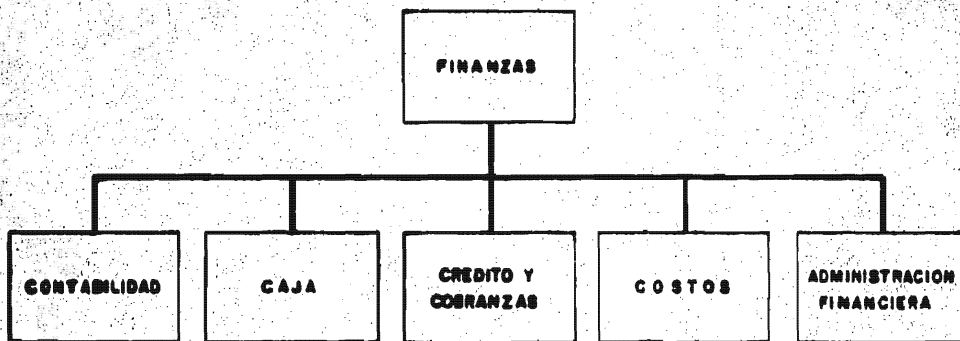 FINANZAS
CONTABILIDAD
CAJA
CREDITO Y
COBRANZAS
COSTOS
ADMINISTRACION
FINANCIERA